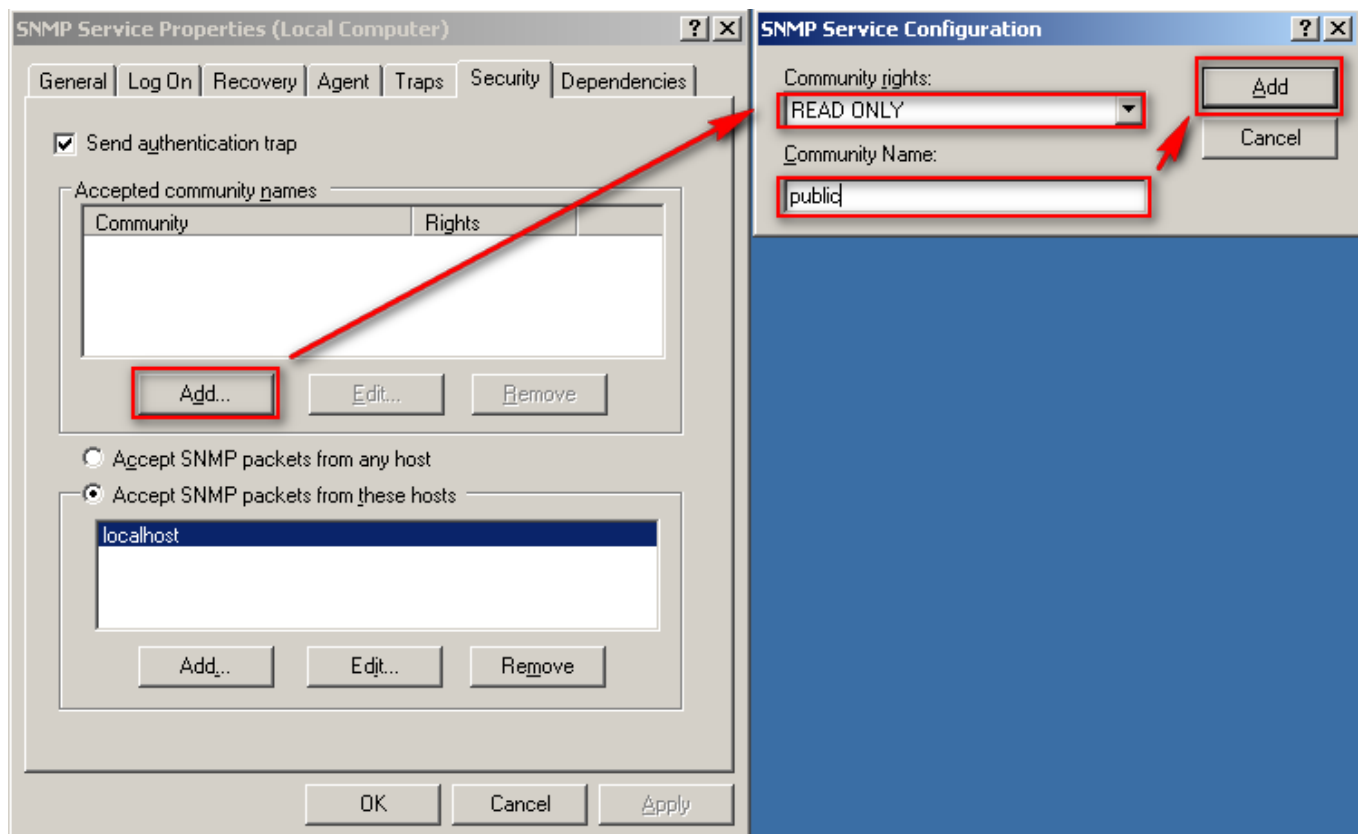 SNMP Service Properties (Local Computer)
General Log On Recovery Agent Traps Security Dependencies
Send authentication trap
Accepted community names
Community Rights
Add... Edit... Remove
Accept SNMP packets from any host
Accept SNMP packets from these hosts
localhost
Add... Edit... Remove
OK Cancel Apply
SNMP Service Configuration
Community rights:
READ ONLY
Add
Cancel
Community Name:
public